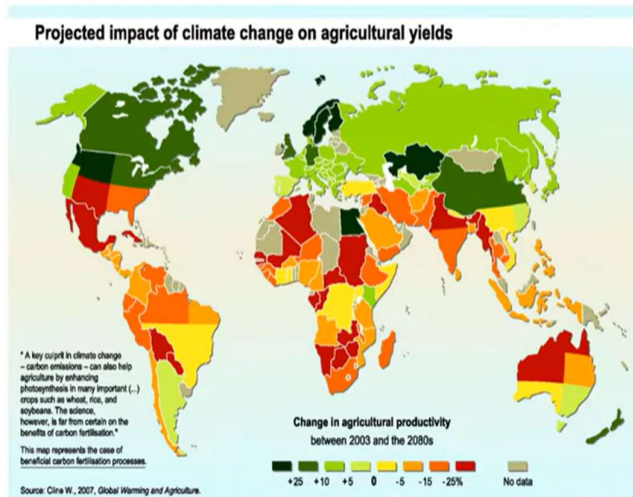 Projected impact of climate change on agricultural yields
" A key culprit in climate change
– carbon emissions – can also help
agriculture by enhancing
photosynthesis in many important (...)
crops such as wheat, rice, and
soybeans. The science,
however, is far from certain on the
benefits of carbon fertilisation."
This map represents the case of
beneficial carbon fertilisation processes.
Change in agricultural productivity
between 2003 and the 2080s
+25 +10 +5 0 -5 -15 -25% No data
Source: Cline W., 2007, Global Warming and Agriculture.